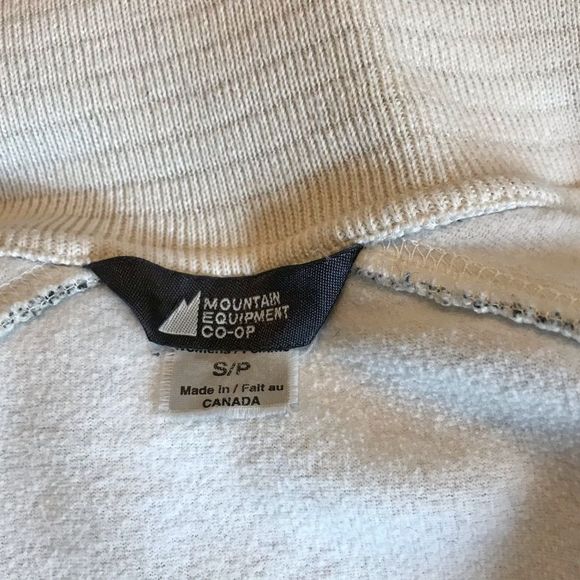 MOUNTAIN
EQUIPMENT
CO-OP
S/P
Made in / Fait au
CANADA